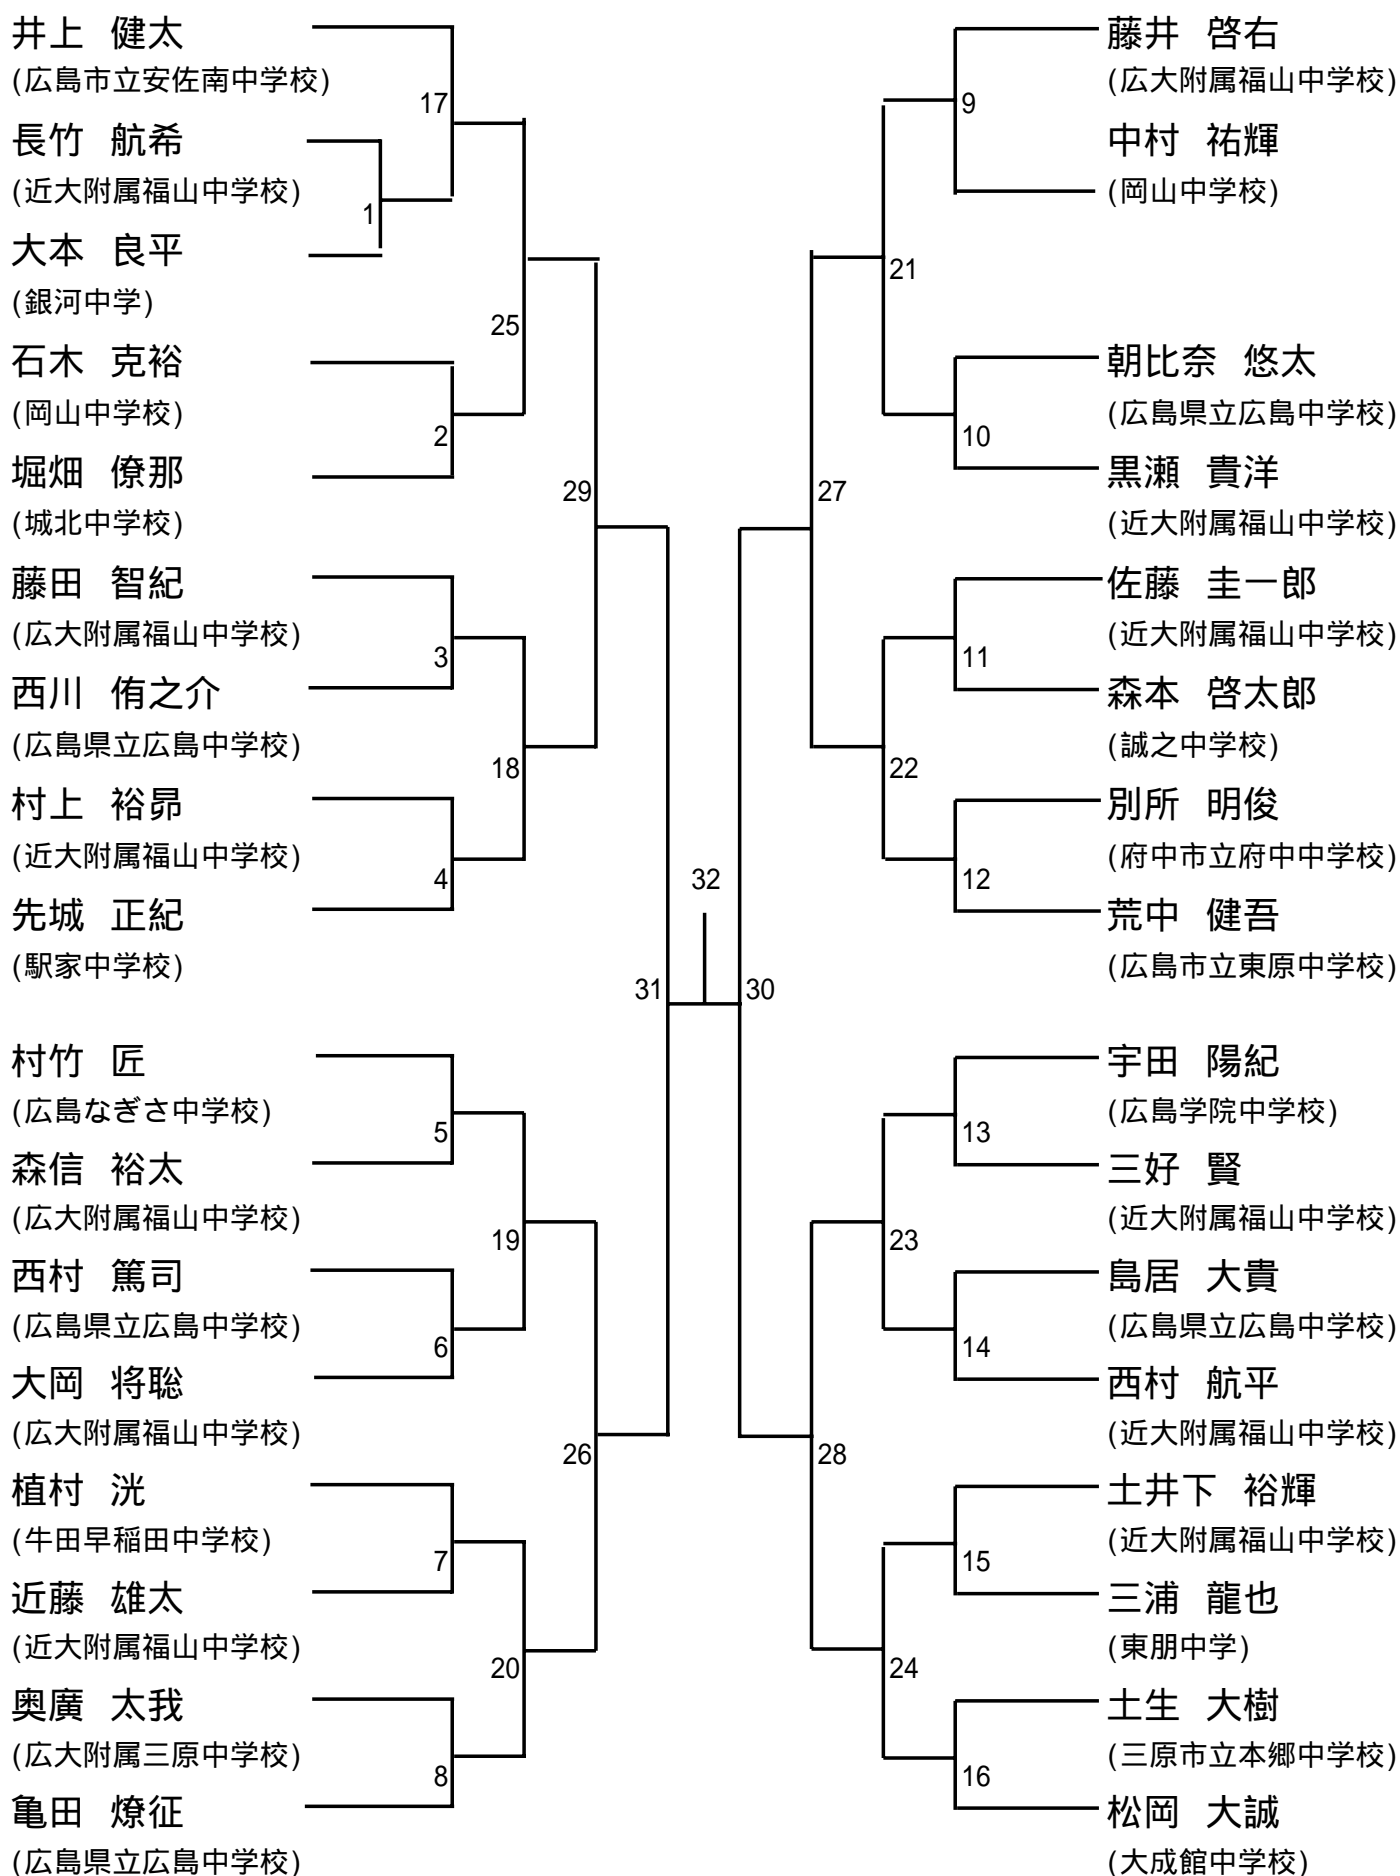 井上 健太
(広島市立安佐南中学校)
17
長竹 航希
(近大附属福山中学校)
1
大本 良平
(銀河中学)
25
石木 克裕
(岡山中学校)
2
堀畑 僚那
(城北中学校)
29
藤田 智紀
(広大附属福山中学校)
3
西川 侑之介
(広島県立広島中学校)
18
村上 裕昴
(近大附属福山中学校)
4
先城 正紀
(駅家中学校)
31
村竹 匠
(広島なぎさ中学校)
5
森信 裕太
(広大附属福山中学校)
19
西村 篤司
(広島県立広島中学校)
6
大岡 将聡
(広大附属福山中学校)
26
植村 洸
(牛田早稲田中学校)
7
近藤 雄太
(近大附属福山中学校)
20
奥廣 太我
(広大附属三原中学校)
8
亀田 燎征
(広島県立広島中学校)
32
藤井 啓右
(広大附属福山中学校)
9
中村 祐輝
(岡山中学校)
21
朝比奈 悠太
(広島県立広島中学校)
10
黒瀬 貴洋
(近大附属福山中学校)
27
佐藤 圭一郎
(近大附属福山中学校)
11
森本 啓太郎
(誠之中学校)
22
別所 明俊
(府中市立府中中学校)
12
荒中 健吾
(広島市立東原中学校)
30
宇田 陽紀
(広島学院中学校)
13
三好 賢
(近大附属福山中学校)
23
島居 大貴
(広島県立広島中学校)
14
西村 航平
(近大附属福山中学校)
28
土井下 裕輝
(近大附属福山中学校)
15
三浦 龍也
(東朋中学)
24
土生 大樹
(三原市立本郷中学校)
16
松岡 大誠
(大成館中学校)